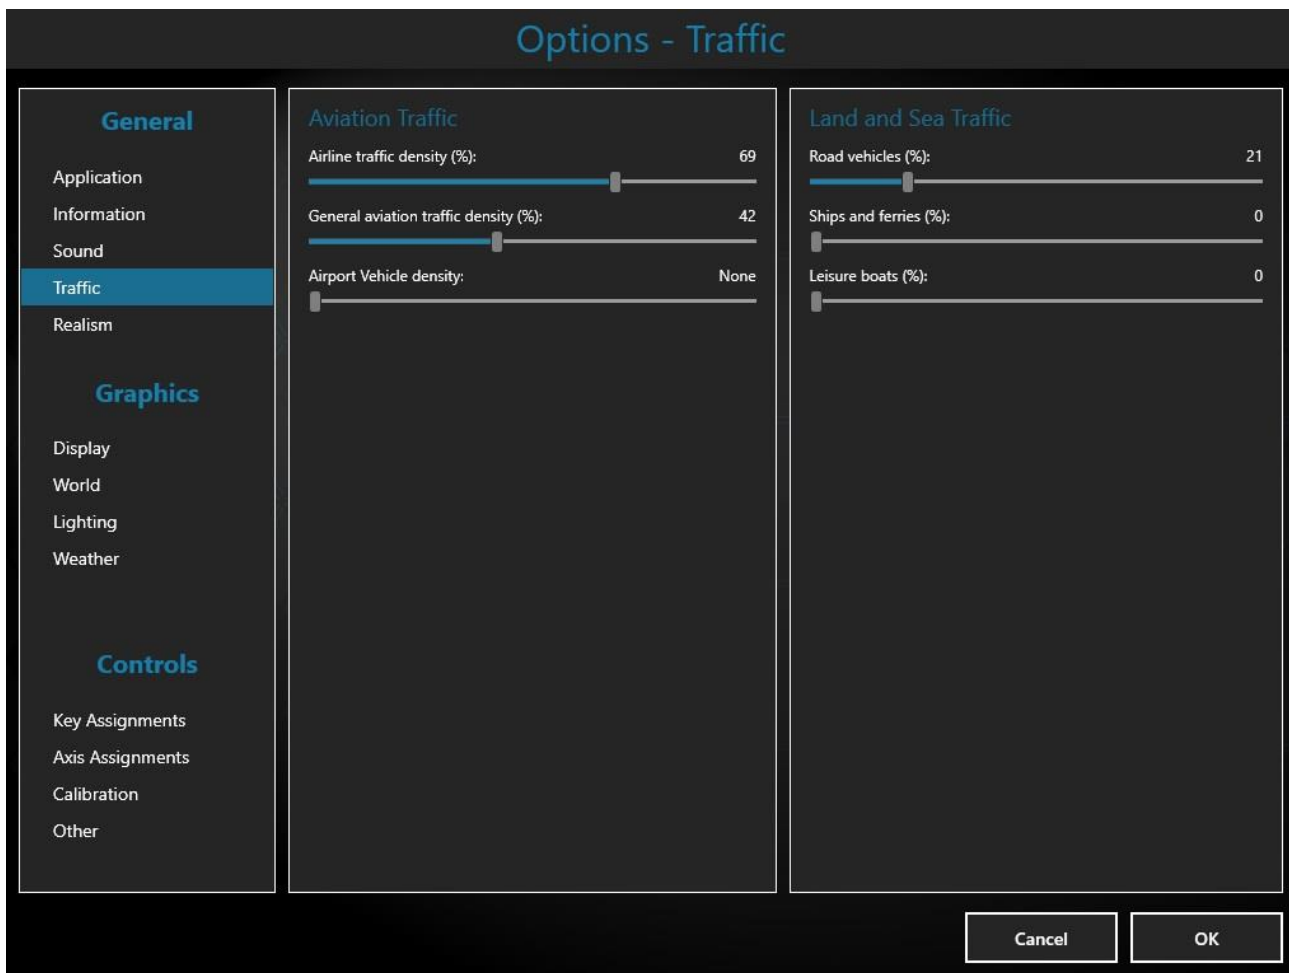 Options - Traffic
General
Application
Information
Sound
Traffic
Realism
Graphics
Display
World
Lighting
Weather
Controls
Key Assignments
Axis Assignments
Calibration
Other
Aviation Traffic
Airline traffic density (%): 69
General aviation traffic density (%): 42
Airport Vehicle density: None
Land and Sea Traffic
Road vehicles (%): 21
Ships and ferries (%): 0
Leisure boats (%): 0
Cancel
OK